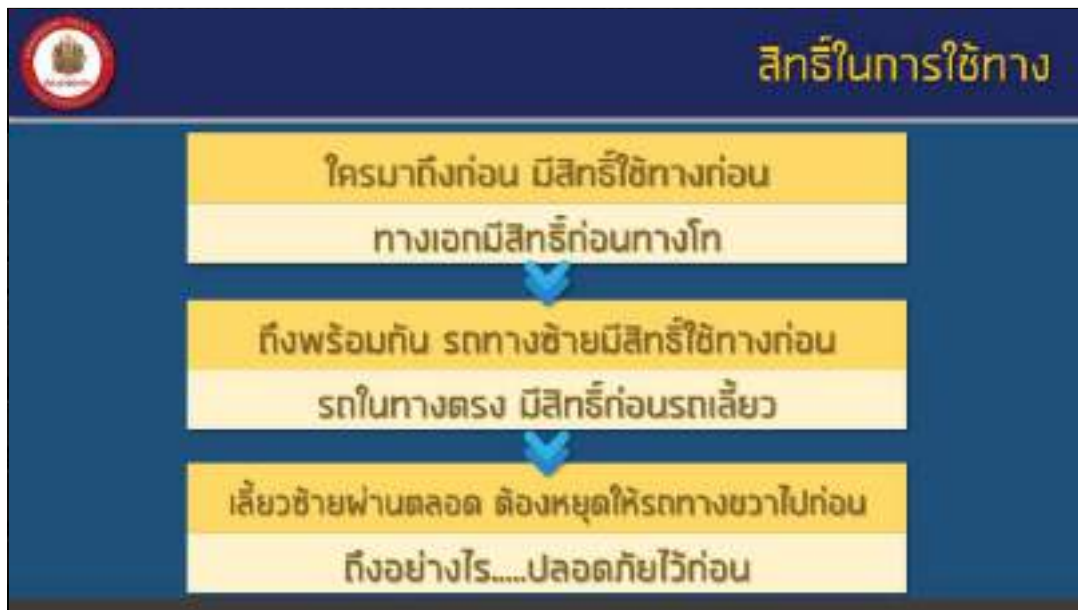 สิทธิ์ในการใช้ทาง
ใครมาถึงก่อน มีสิทธิ์ใช้ทางก่อน
ทางเอกมีสิทธิ์ก่อนทางโท
ถึงพร้อมกัน รถทางซ้ายมีสิทธิ์ใช้ทางก่อน
รถในทางตรง มีสิทธิ์ก่อนรถเลี้ยว
เลี้ยวซ้ายผ่านตลอด ต้องหยุดให้รถทางขวาไปก่อน
ถึงอย่างไร.....ปลอดภัยไว้ก่อน